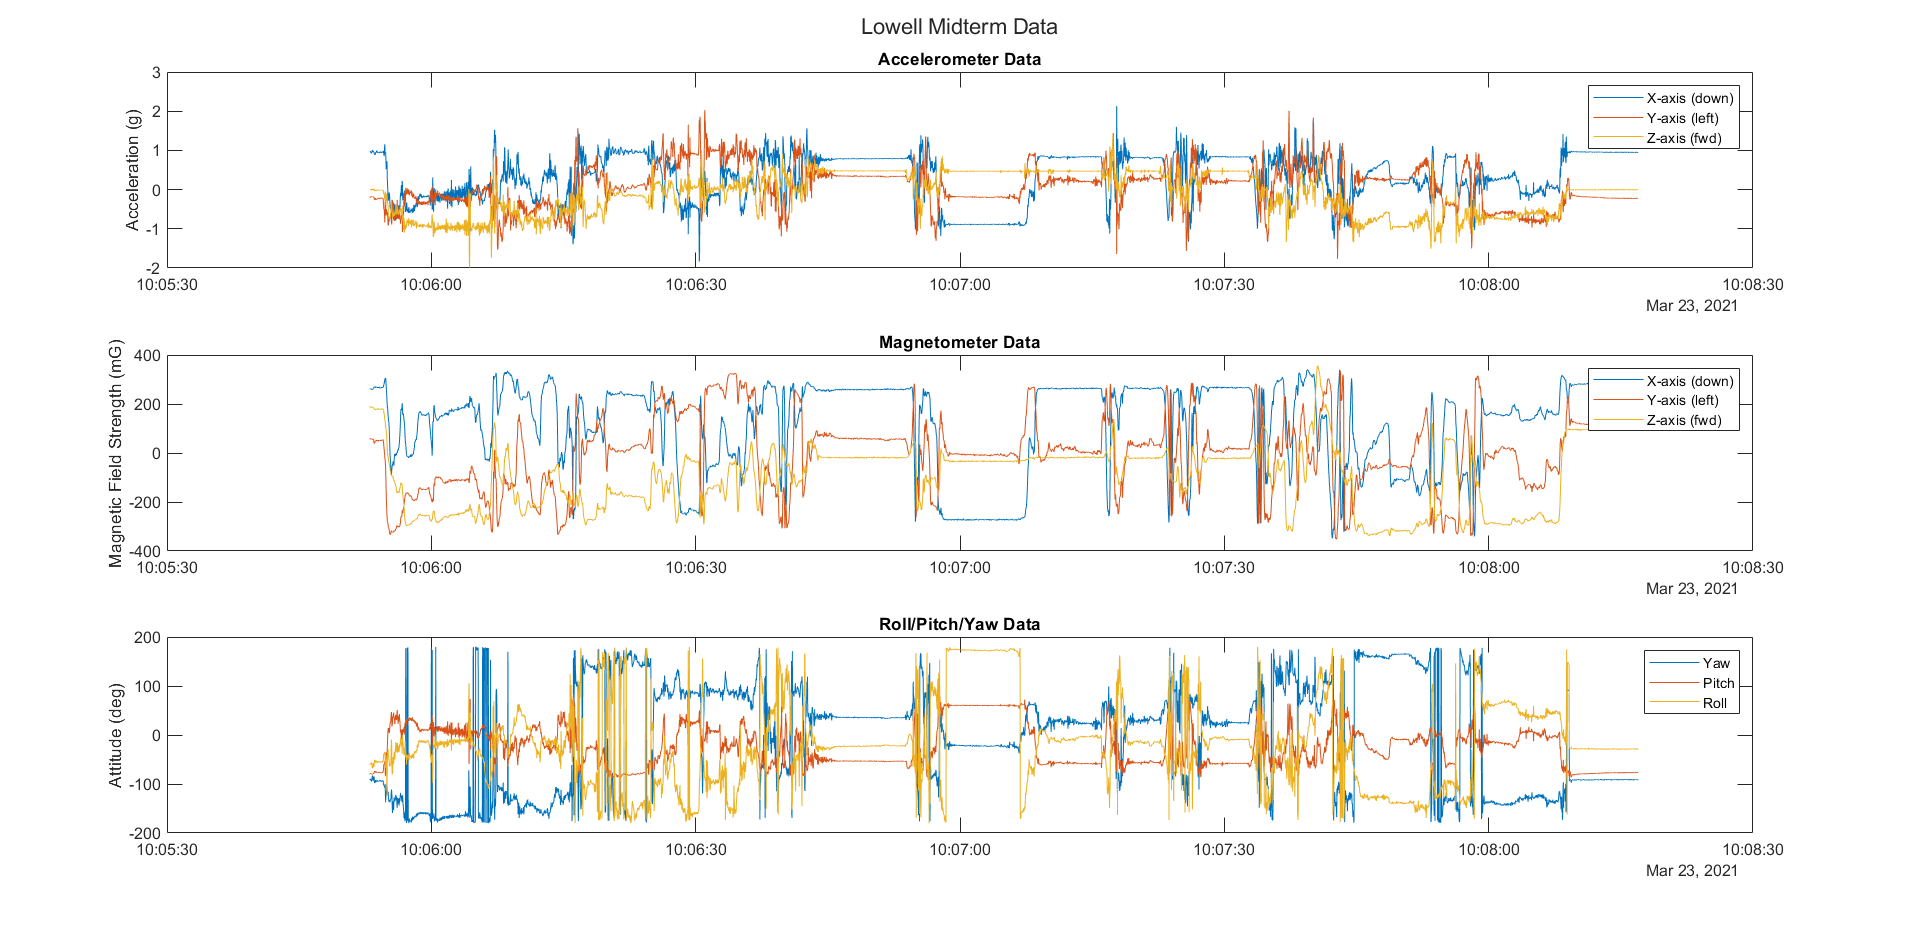 Lowell Midterm Data
Accelerometer Data
Acceleration (g)
3
2
1
0
-1
-2
X-axis (down)
Y-axis (left)
Z-axis (fwd)
10:05:30 10:06:00 10:06:30 10:07:00 10:07:30 10:08:00 10:08:30
Mar 23, 2021
Magnetometer Data
Magnetic Field Strength (mG)
400
200
0
-200
-400
X-axis (down)
Y-axis (left)
Z-axis (fwd)
10:05:30 10:06:00 10:06:30 10:07:00 10:07:30 10:08:00 10:08:30
Mar 23, 2021
Roll/Pitch/Yaw Data
Attitude (deg)
200
100
0
-100
-200
Yaw
Pitch
Roll
10:05:30 10:06:00 10:06:30 10:07:00 10:07:30 10:08:00 10:08:30
Mar 23, 2021